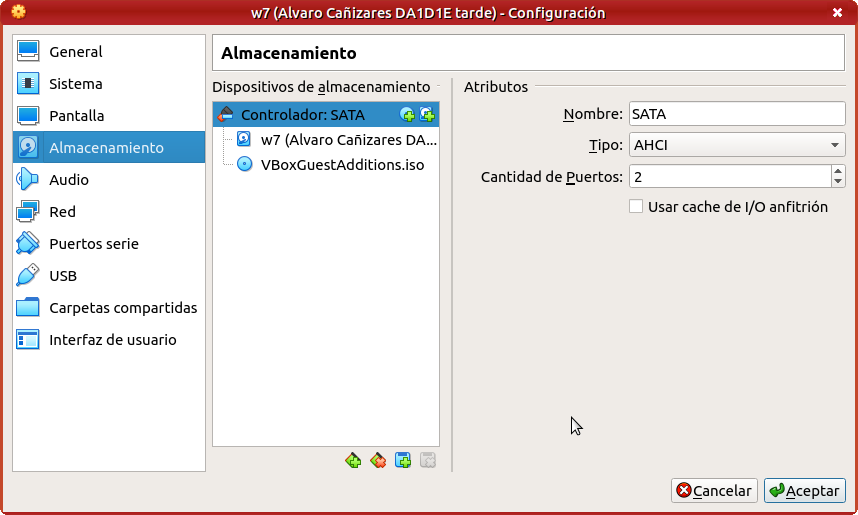 w7 (Alvaro Cañizares DA1D1E tarde) - Configuración
General
Sistema
Pantalla
Almacenamiento
Audio
Red
Puertos serie
USB
Carpetas compartidas
Interfaz de usuario
Almacenamiento
Dispositivos de almacenamiento
Controlador: SATA
w7 (Alvaro Cañizares DA...
VBoxGuestAdditions.iso
Atributos
Nombre: SATA
Tipo: AHCI
Cantidad de Puertos: 2
Usar cache de I/O anfitrión
Cancelar
Aceptar